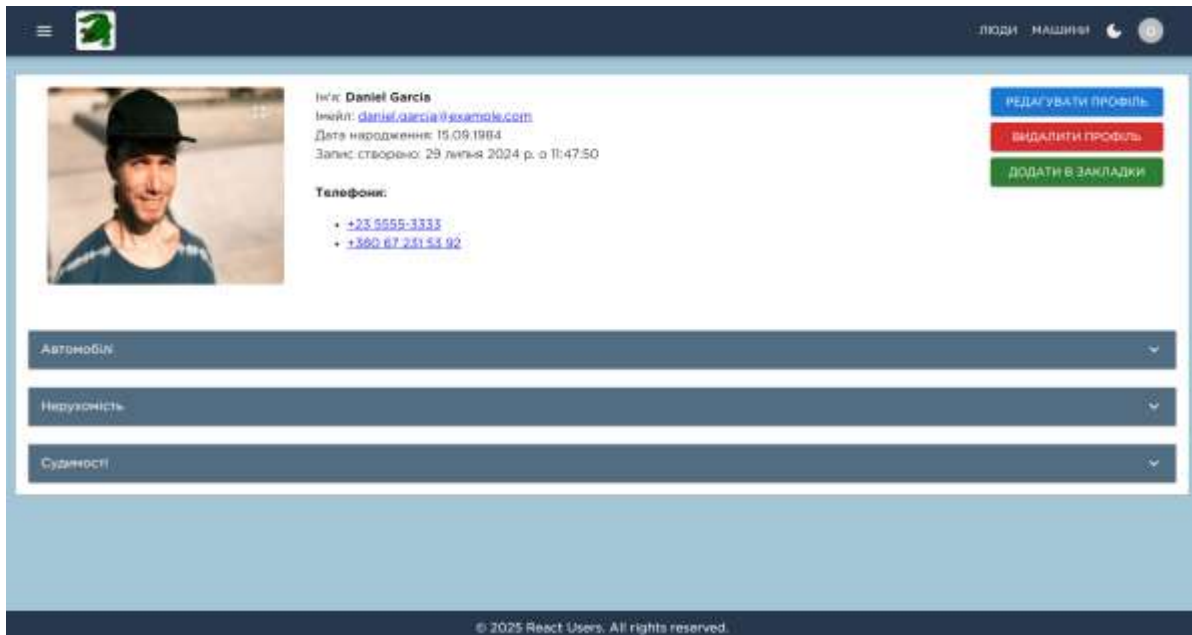 ЛЮДИ МАШИНИ
Ім'я: Daniel Garcia
Імейл: daniel.garcia@example.com
Дата народження: 15.09.1984
Запис створено: 29 липня 2024 р. о 11:47:50
Телефони:
+23 5555-3333
+380 67 231 53 92
РЕДАГУВАТИ ПРОФІЛЬ
ВИДАЛИТИ ПРОФІЛЬ
ДОДАТИ В ЗАКЛАДКИ
Автомобілі
Нерухомість
Судимості
© 2025 React Users. All rights reserved.